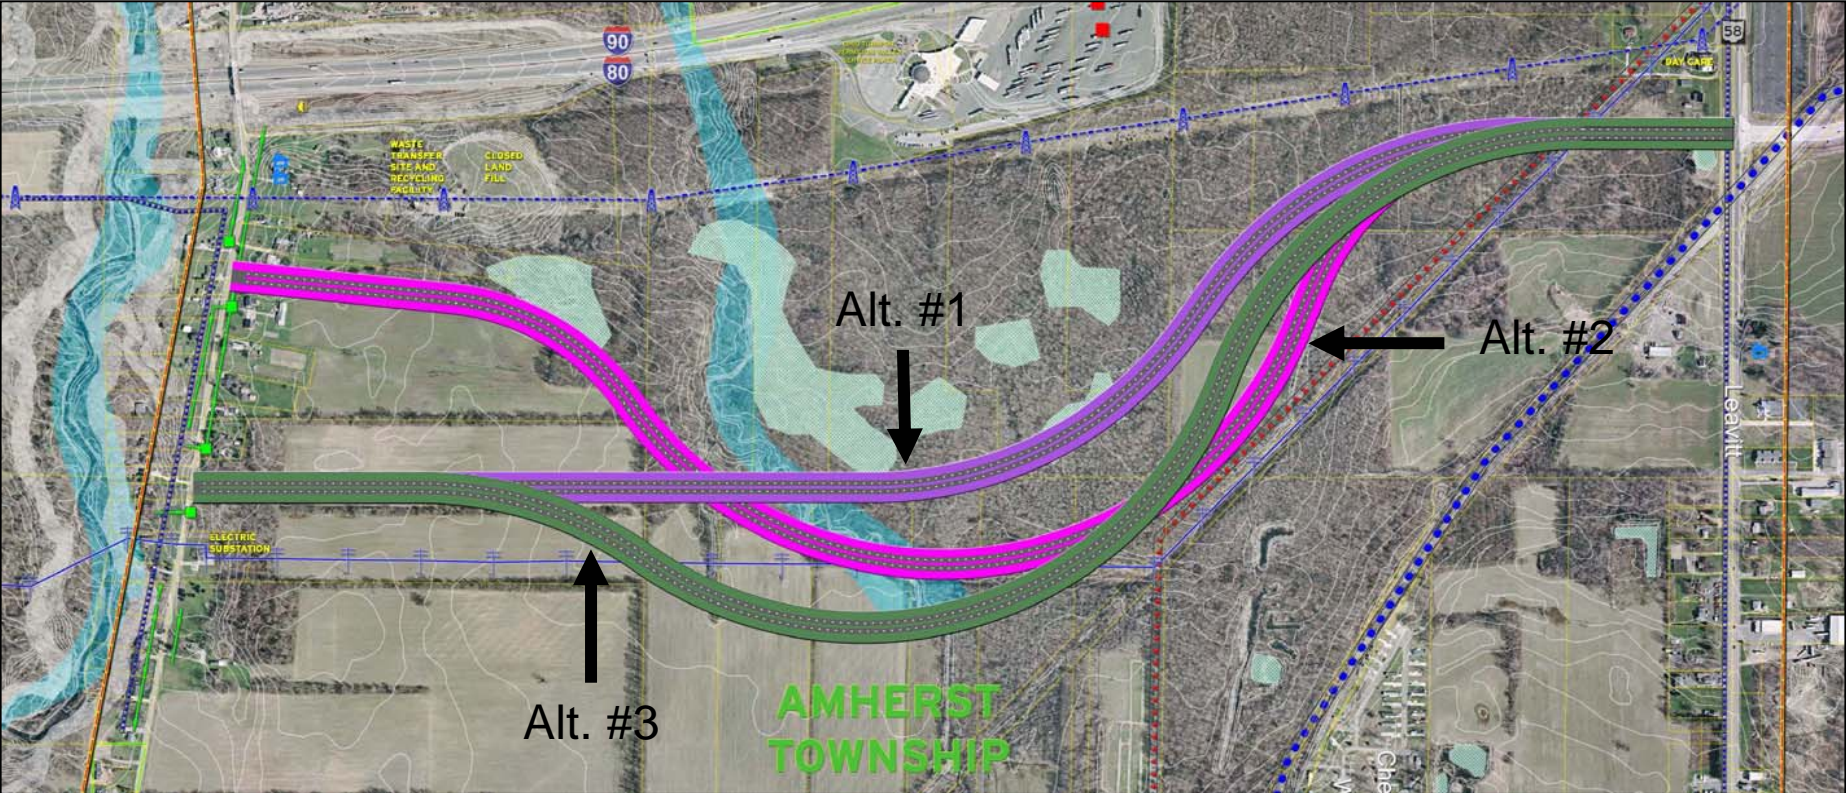 90
80
58
DAY CARE
WASTE
TRANSFER
SITE AND
RECYCLING
FACILITY
CLOSED
LAND
FILL
Alt. #1
Alt. #2
Leavitt
ELECTRIC
SUBSTATION
Alt. #3
AMHERST
TOWNSHIP
Che